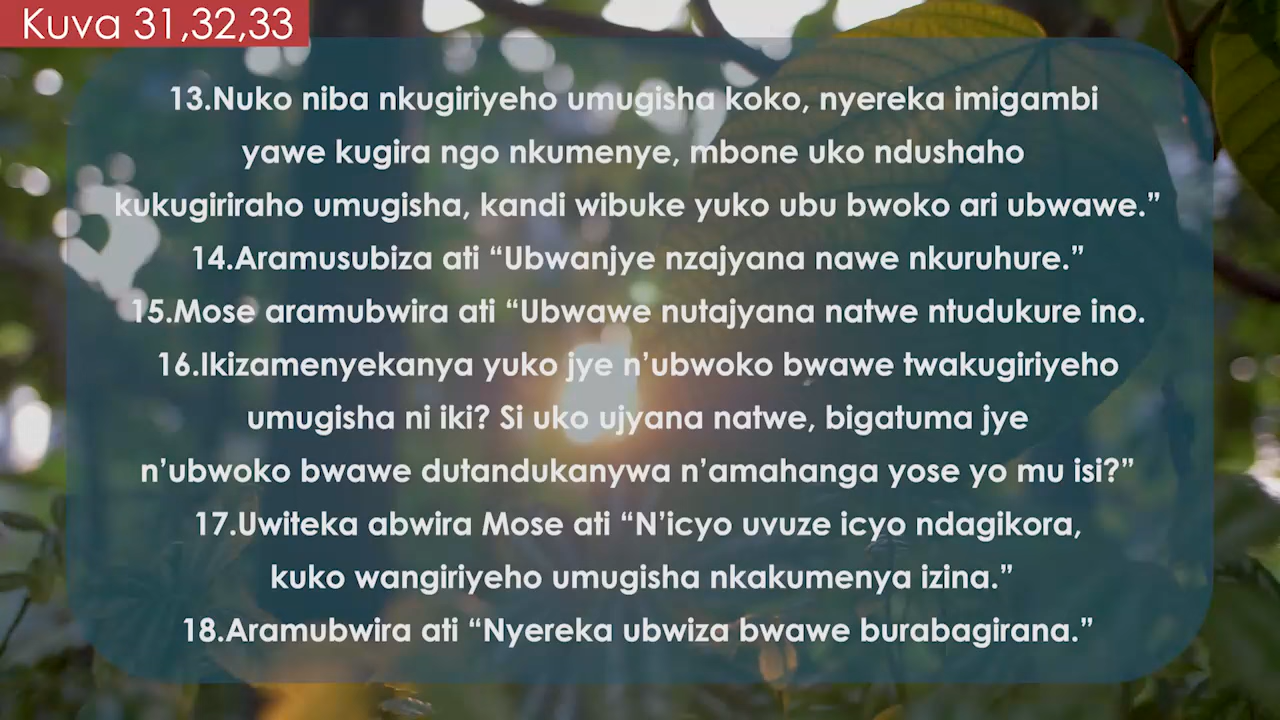 Kuva 31,32,33
13.Nuko niba nkugiriyeho umugisha koko, nyereka imigambi
yawe kugira ngo nkumenye, mbone uko ndushaho
kukugiriraho umugisha, kandi wibuke yuko ubu bwoko ari ubwawe.”
14.Aramusubiza ati “Ubwanjye nzajyana nawe nkuruhure.”
15.Mose aramubwira ati “Ubwawe nutajyana natwe ntudukure ino.
16.Ikizamenyekanya yuko jye n’ubwoko bwawe twakugiriyeho
umugisha ni iki? Si uko ujyana natwe, bigatuma jye
n’ubwoko bwawe dutandukanywa n’amahanga yose yo mu isi?”
17.Uwiteka abwira Mose ati “N’icyo uvuze icyo ndagikora,
kuko wangiriyeho umugisha nkakumenya izina.”
18.Aramubwira ati “Nyereka ubwiza bwawe burabagirana.”